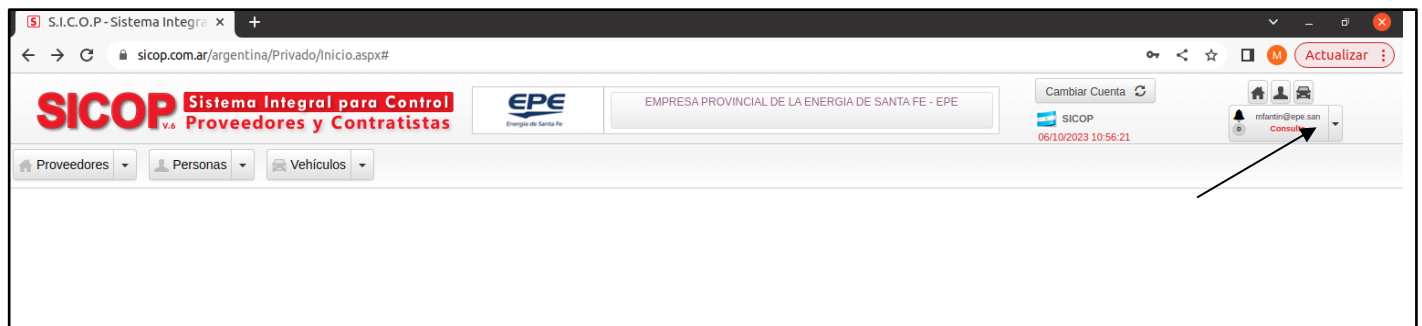 S.I.C.O.P - Sistema Integra
sicop.com.ar/argentina/Privado/Inicio.aspx#
M
Actualizar
SICOP
V.6
Sistema Integral para Control
Proveedores y Contratistas
EPE
Energía de Santa Fe
EMPRESA PROVINCIAL DE LA ENERGIA DE SANTA FE - EPE
Cambiar Cuenta
SICOP
06/10/2023 10:56:21
mfantin@epe.san
0
Consulta
Proveedores
Personas
Vehículos